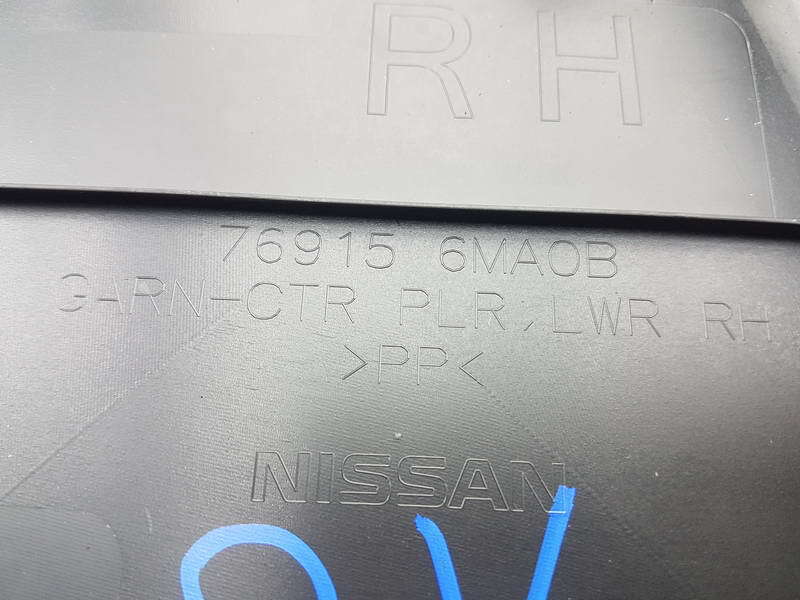 RH
76915 6MA0B
GARN-CTR PLR,LWR RH
>PP<
NISSAN